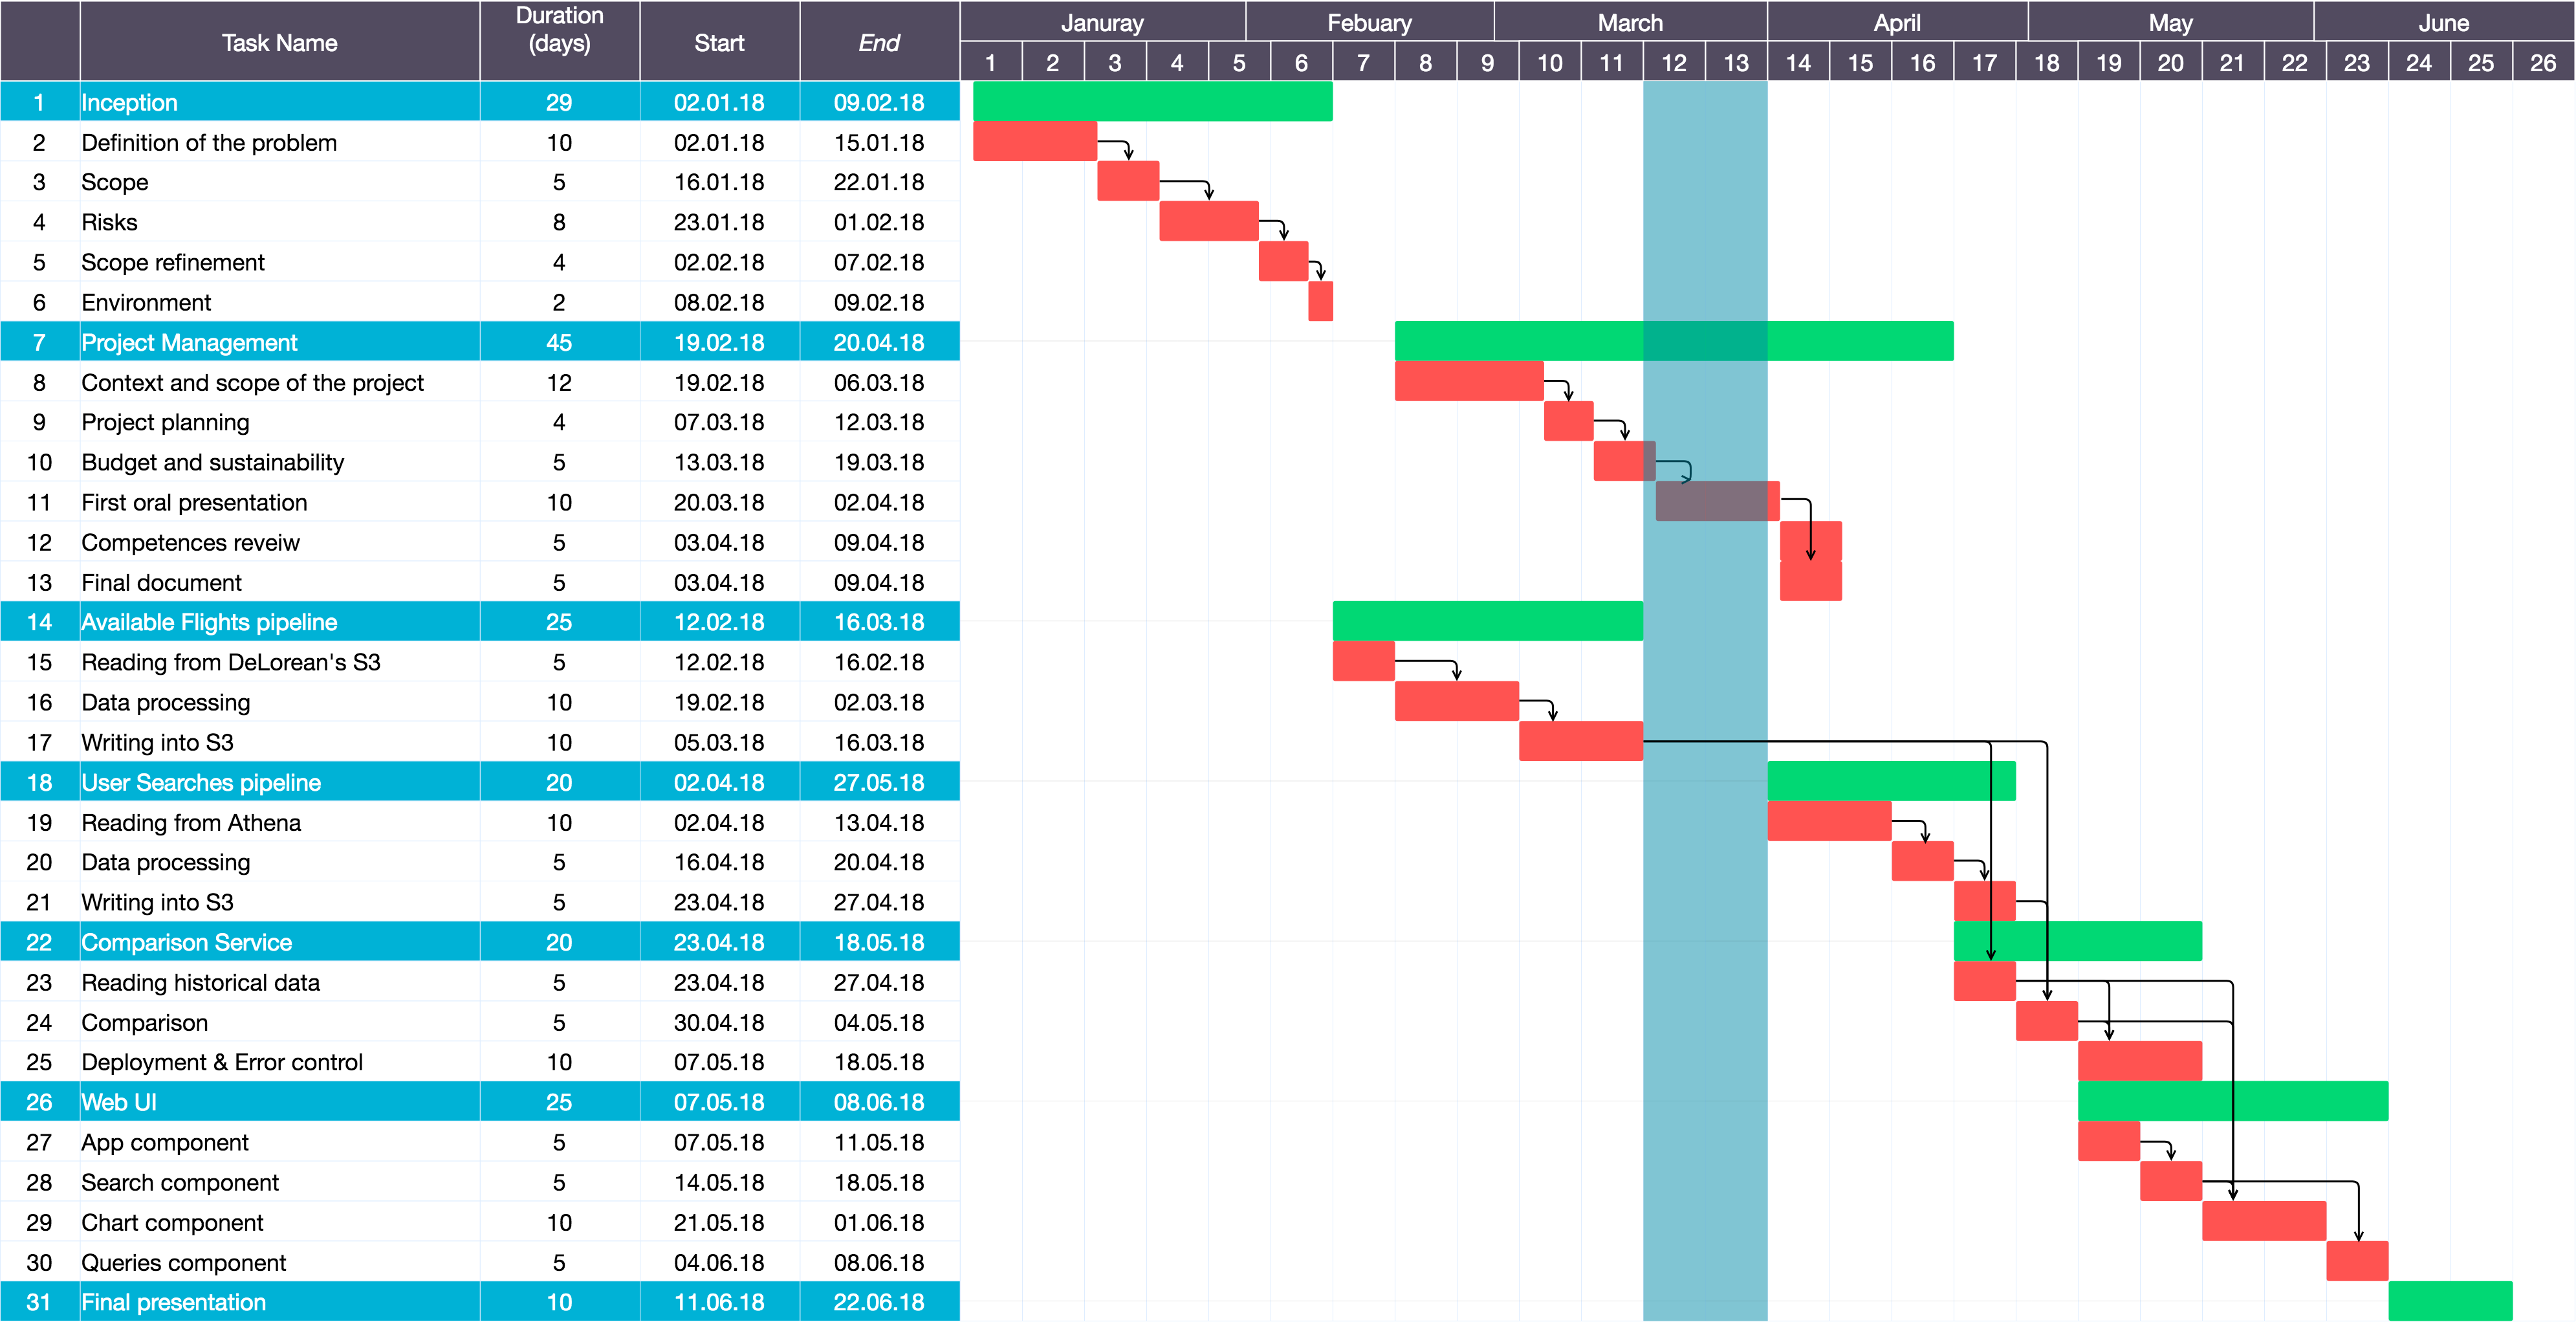 Task Name Duration (days) Start End Januray Febuary March April May June
1 2 3 4 5 6 7 8 9 10 11 12 13 14 15 16 17 18 19 20 21 22 23 24 25 26
1 Inception 29 02.01.18 09.02.18
2 Definition of the problem 10 02.01.18 15.01.18
3 Scope 5 16.01.18 22.01.18
4 Risks 8 23.01.18 01.02.18
5 Scope refinement 4 02.02.18 07.02.18
6 Environment 2 08.02.18 09.02.18
7 Project Management 45 19.02.18 20.04.18
8 Context and scope of the project 12 19.02.18 06.03.18
9 Project planning 4 07.03.18 12.03.18
10 Budget and sustainability 5 13.03.18 19.03.18
11 First oral presentation 10 20.03.18 02.04.18
12 Competences reveiw 5 03.04.18 09.04.18
13 Final document 5 03.04.18 09.04.18
14 Available Flights pipeline 25 12.02.18 16.03.18
15 Reading from DeLorean's S3 5 12.02.18 16.02.18
16 Data processing 10 19.02.18 02.03.18
17 Writing into S3 10 05.03.18 16.03.18
18 User Searches pipeline 20 02.04.18 27.05.18
19 Reading from Athena 10 02.04.18 13.04.18
20 Data processing 5 16.04.18 20.04.18
21 Writing into S3 5 23.04.18 27.04.18
22 Comparison Service 20 23.04.18 18.05.18
23 Reading historical data 5 23.04.18 27.04.18
24 Comparison 5 30.04.18 04.05.18
25 Deployment & Error control 10 07.05.18 18.05.18
26 Web UI 25 07.05.18 08.06.18
27 App component 5 07.05.18 11.05.18
28 Search component 5 14.05.18 18.05.18
29 Chart component 10 21.05.18 01.06.18
30 Queries component 5 04.06.18 08.06.18
31 Final presentation 10 11.06.18 22.06.18